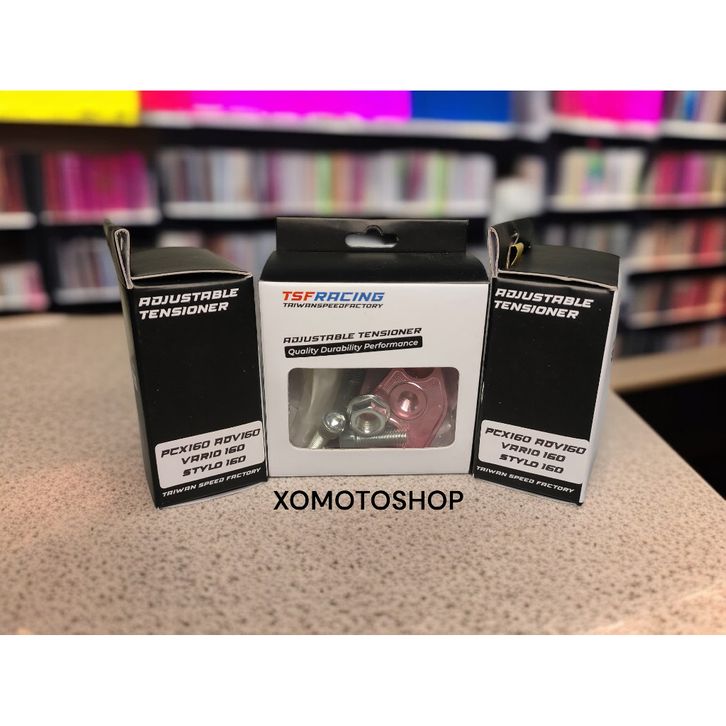 ADJUSTABLE
TENSIONER
PCX160 ADV160
VARIO 160
STYLO 160
TAIWAN SPEED FACTORY
TSFRACING
TAIWANSPEEDFACTORY
ADJUSTABLE TENSIONER
Quality Durability Performance
ADJUSTABLE
TENSIONER
PCX160 ADV160
VARIO 160
STYLO 160
TAIWAN SPEED FACTORY
XOMOTOSHOP